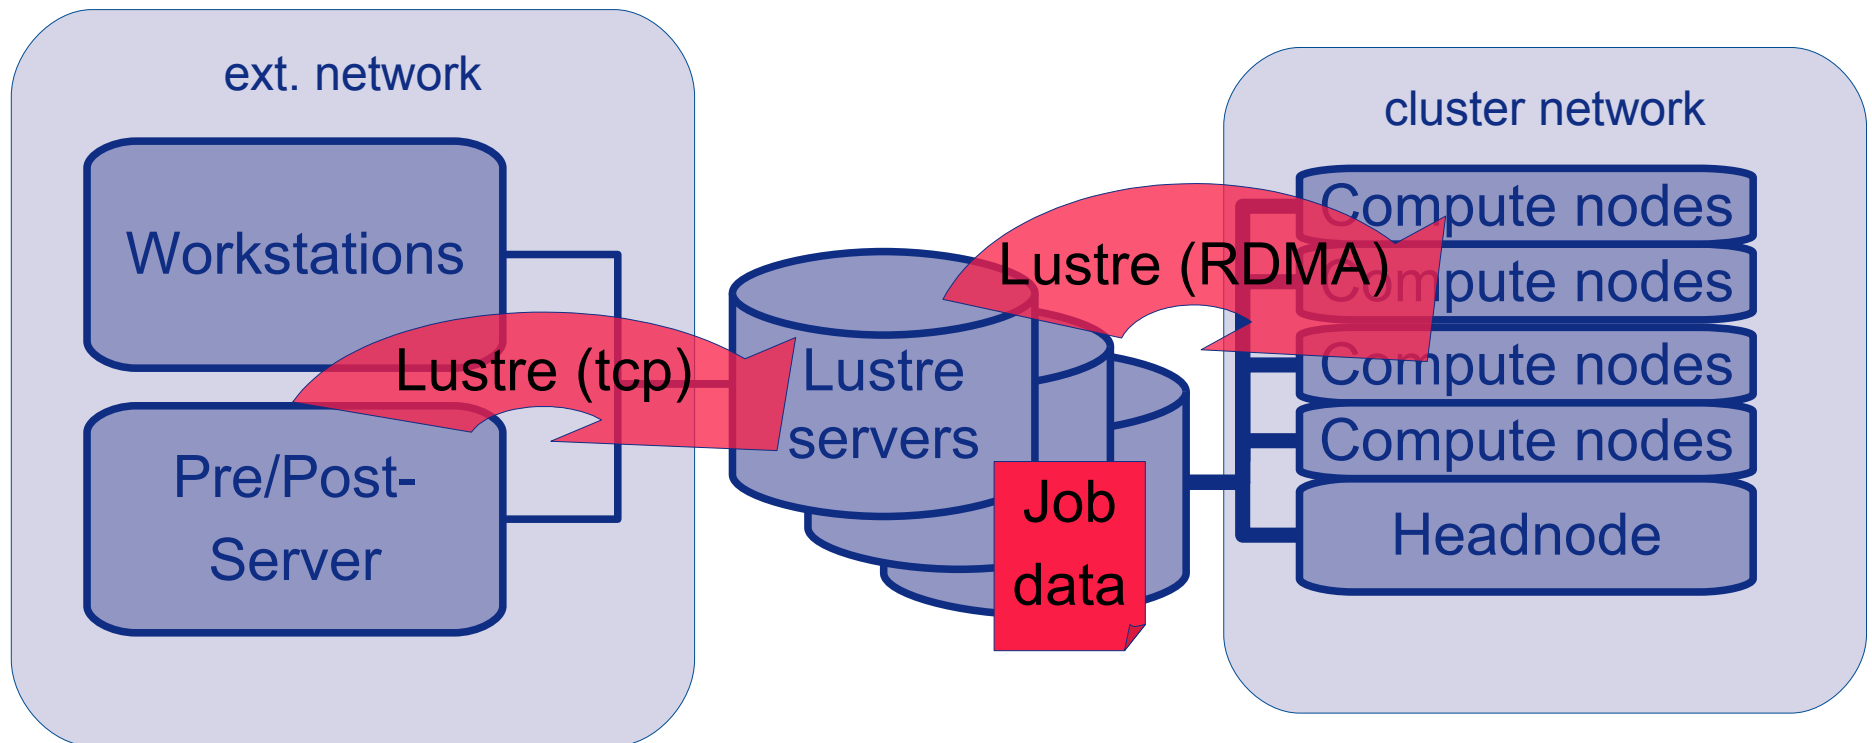 ext. network
Workstations
Pre/Post-
Server
Lustre (tcp)
Lustre
servers
Job
data
Lustre (RDMA)
cluster network
Compute nodes
Compute nodes
Compute nodes
Compute nodes
Headnode